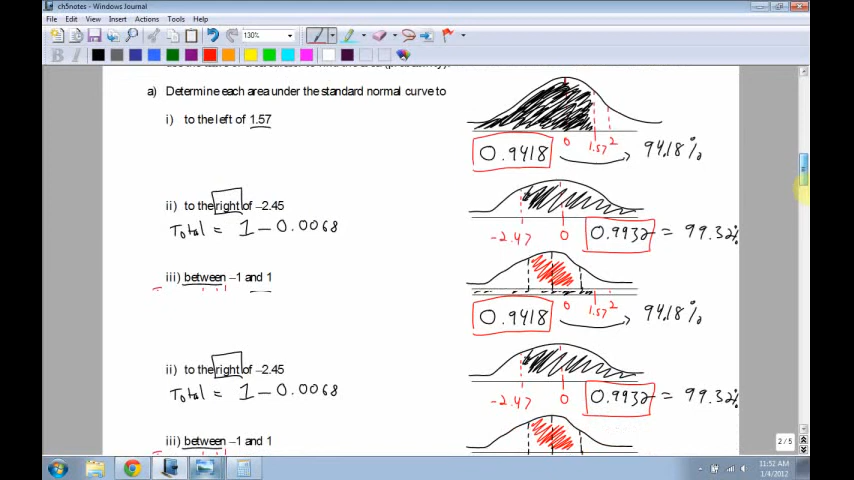 ch5notes - Windows Journal
File Edit View Insert Actions Tools Help
130%
a) Determine each area under the standard normal curve to
i) to the left of 1.57
0 1.57 2
0.9418 94.18%
ii) to the right of –2.45
Total = 1 – 0.0068
-2.47 0 0.9932 = 99.32%
iii) between –1 and 1
0 1.57 2
0.9418 94.18%
ii) to the right of –2.45
Total = 1 – 0.0068
-2.47 0 0.9932 = 99.32%
iii) between –1 and 1
2 / 5
11:52 AM
1/4/2012